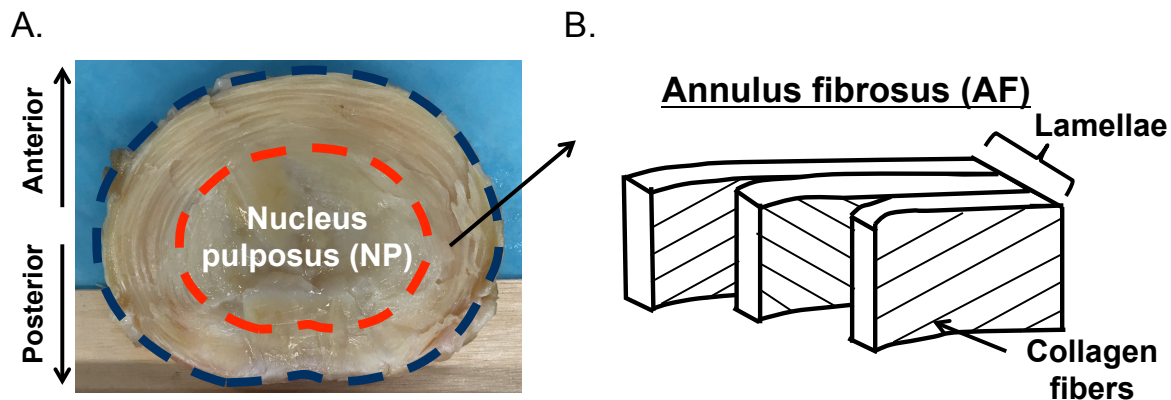 A.
Anterior
Posterior
Nucleus
pulposus (NP)
B.
Annulus fibrosus (AF)
Lamellae
Collagen
fibers